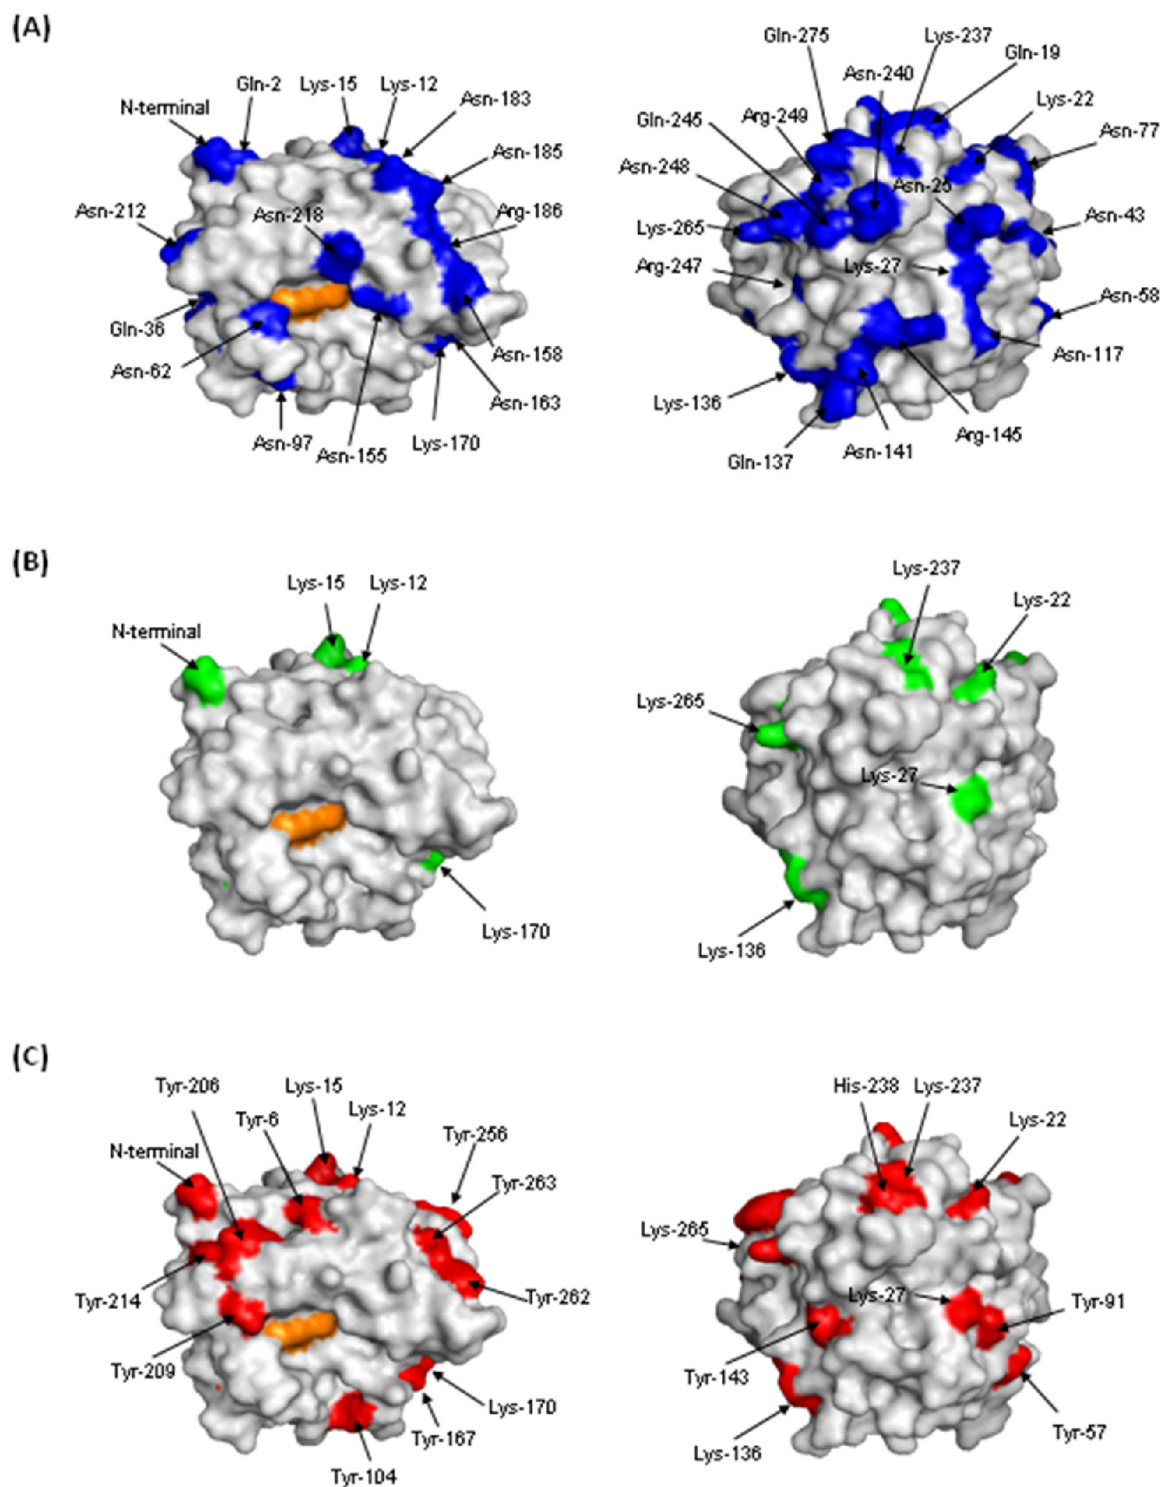 (A)
Gln-2
Lys-15
Lys-12
Asn-183
N-terminal
Asn-185
Asn-212
Asn-218
Arg-186
Gln-36
Asn-62
Asn-158
Asn-163
Asn-97
Asn-155
Lys-170
Gln-275
Lys-237
Asn-240
Gln-19
Arg-249
Lys-22
Gln-245
Asn-77
Asn-248
Asn-25
Asn-43
Lys-265
Arg-247
Lys-27
Asn-58
Asn-117
Lys-136
Arg-145
Asn-141
Gln-137
(B)
Lys-15
Lys-12
N-terminal
Lys-170
Lys-237
Lys-22
Lys-265
Lys-27
Lys-136
(C)
Tyr-206
Lys-15
Lys-12
Tyr-6
Tyr-256
N-terminal
Tyr-263
Tyr-214
Tyr-262
Tyr-209
Lys-170
Tyr-167
Tyr-104
His-238
Lys-237
Lys-22
Lys-265
Lys-27
Tyr-91
Tyr-143
Tyr-57
Lys-136